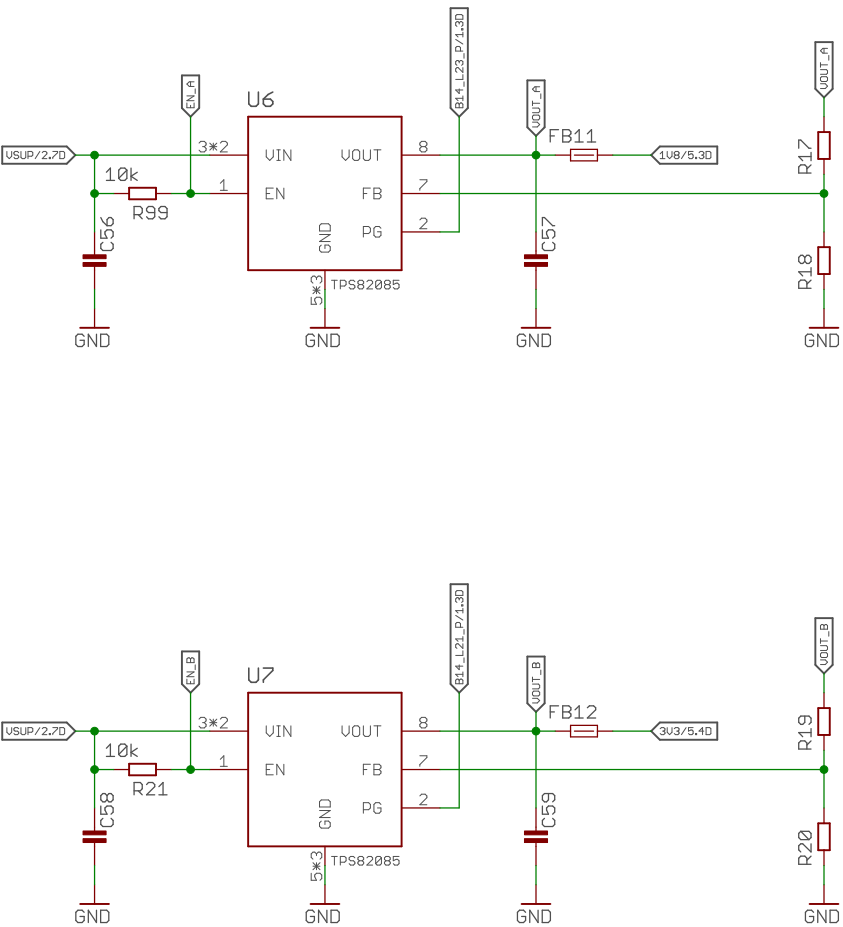 B14_L23_P/1.3D
VOUT_A
EN_A
VOUT_A
U6
FB11
VSUP/2.7D
3*2
VIN
VOUT
8
1V8/5.3D
R17
10k
1
EN
FB
7
R99
C56
GND
PG
2
C57
R18
5*3
TPS82085
GND
GND
GND
GND
B14_L21_P/1.3D
VOUT_B
EN_B
VOUT_B
U7
FB12
VSUP/2.7D
3*2
VIN
VOUT
8
3V3/5.4D
R19
10k
1
EN
FB
7
R21
C58
GND
PG
2
C59
R20
5*3
TPS82085
GND
GND
GND
GND